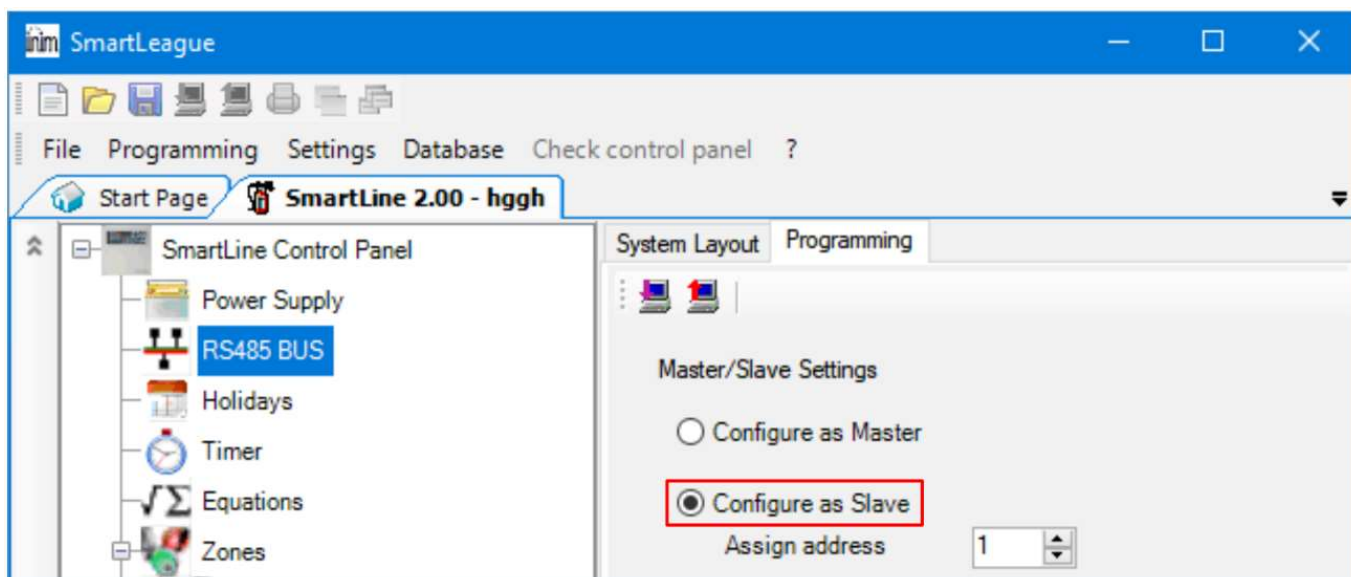 inim SmartLeague
File Programming Settings Database Check control panel ?
Start Page SmartLine 2.00 - hggh
SmartLine Control Panel
Power Supply
RS485 BUS
Holidays
Timer
Equations
Zones
System Layout Programming
Master/Slave Settings
Configure as Master
Configure as Slave
Assign address 1